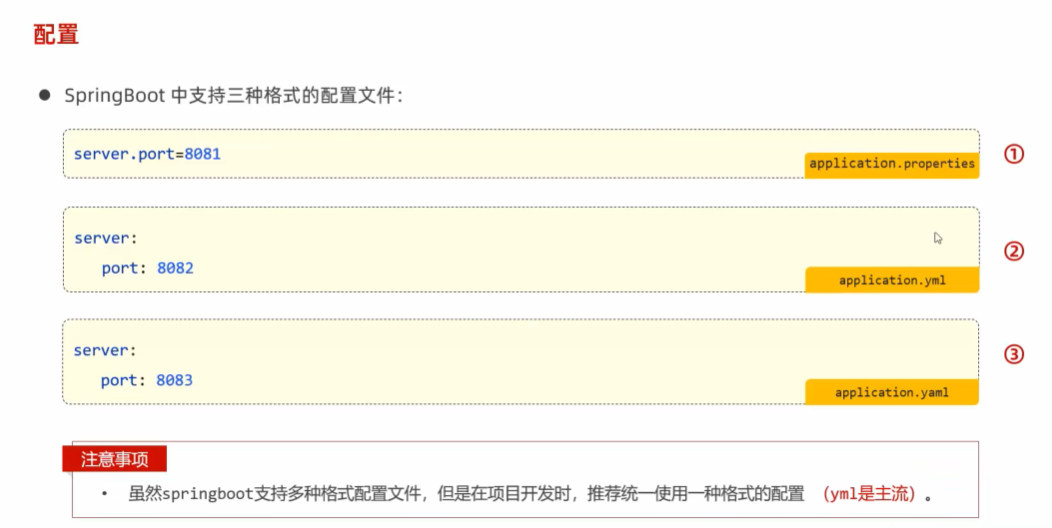 配置
● SpringBoot 中支持三种格式的配置文件：
server.port=8081
application.properties
①
server:
port: 8082
application.yml
②
server:
port: 8083
application.yaml
③
注意事项
• 虽然springboot支持多种格式配置文件，但是在项目开发时，推荐统一使用一种格式的配置 （yml是主流）。